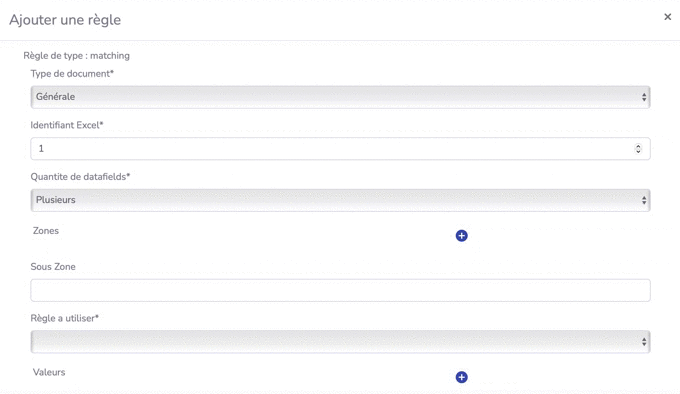 Ajouter une règle
×
Règle de type : matching
Type de document*
Générale
Identifiant Excel*
1
Quantite de datafields*
Plusieurs
Zones
Sous Zone
Règle a utiliser*
Valeurs